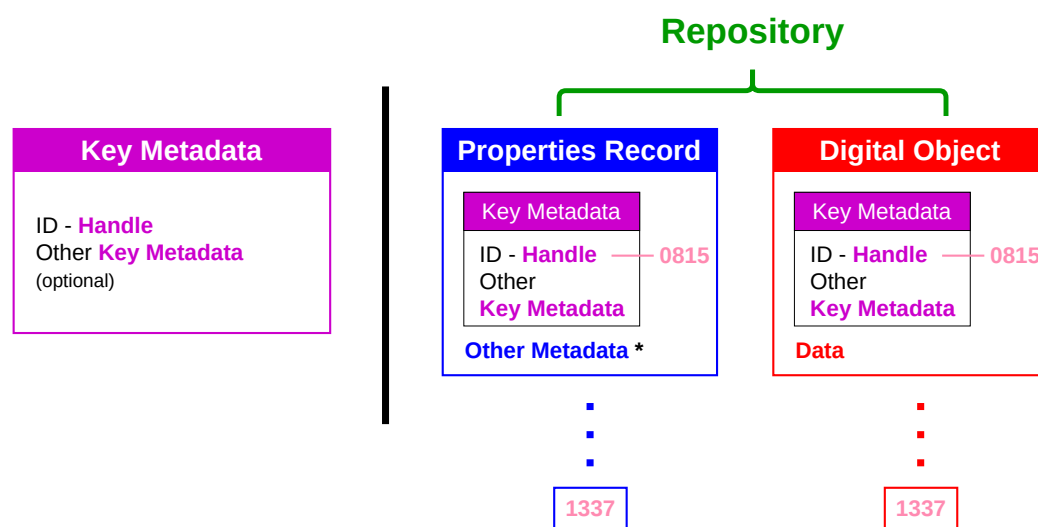 Repository
Key Metadata
ID - Handle
Other Key Metadata
(optional)
Properties Record
Key Metadata
ID - Handle — 0815
Other
Key Metadata
Other Metadata *
1337
Digital Object
Key Metadata
ID - Handle — 0815
Other
Key Metadata
Data
1337